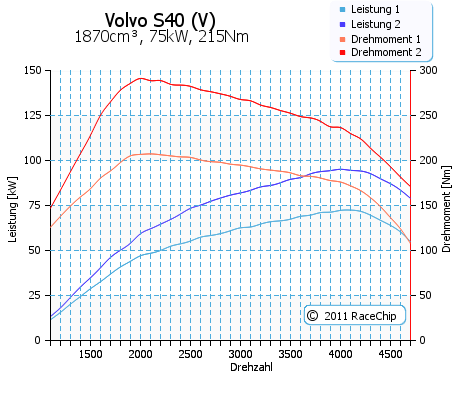 Volvo S40 (V)
1870cm³, 75kW, 215Nm
Leistung 1
Leistung 2
Drehmoment 1
Drehmoment 2
150
125
100
75
50
25
0
Leistung [kW]
300
250
200
150
100
50
0
Drehmoment [Nm]
1500 2000 2500 3000 3500 4000 4500
Drehzahl
© 2011 RaceChip